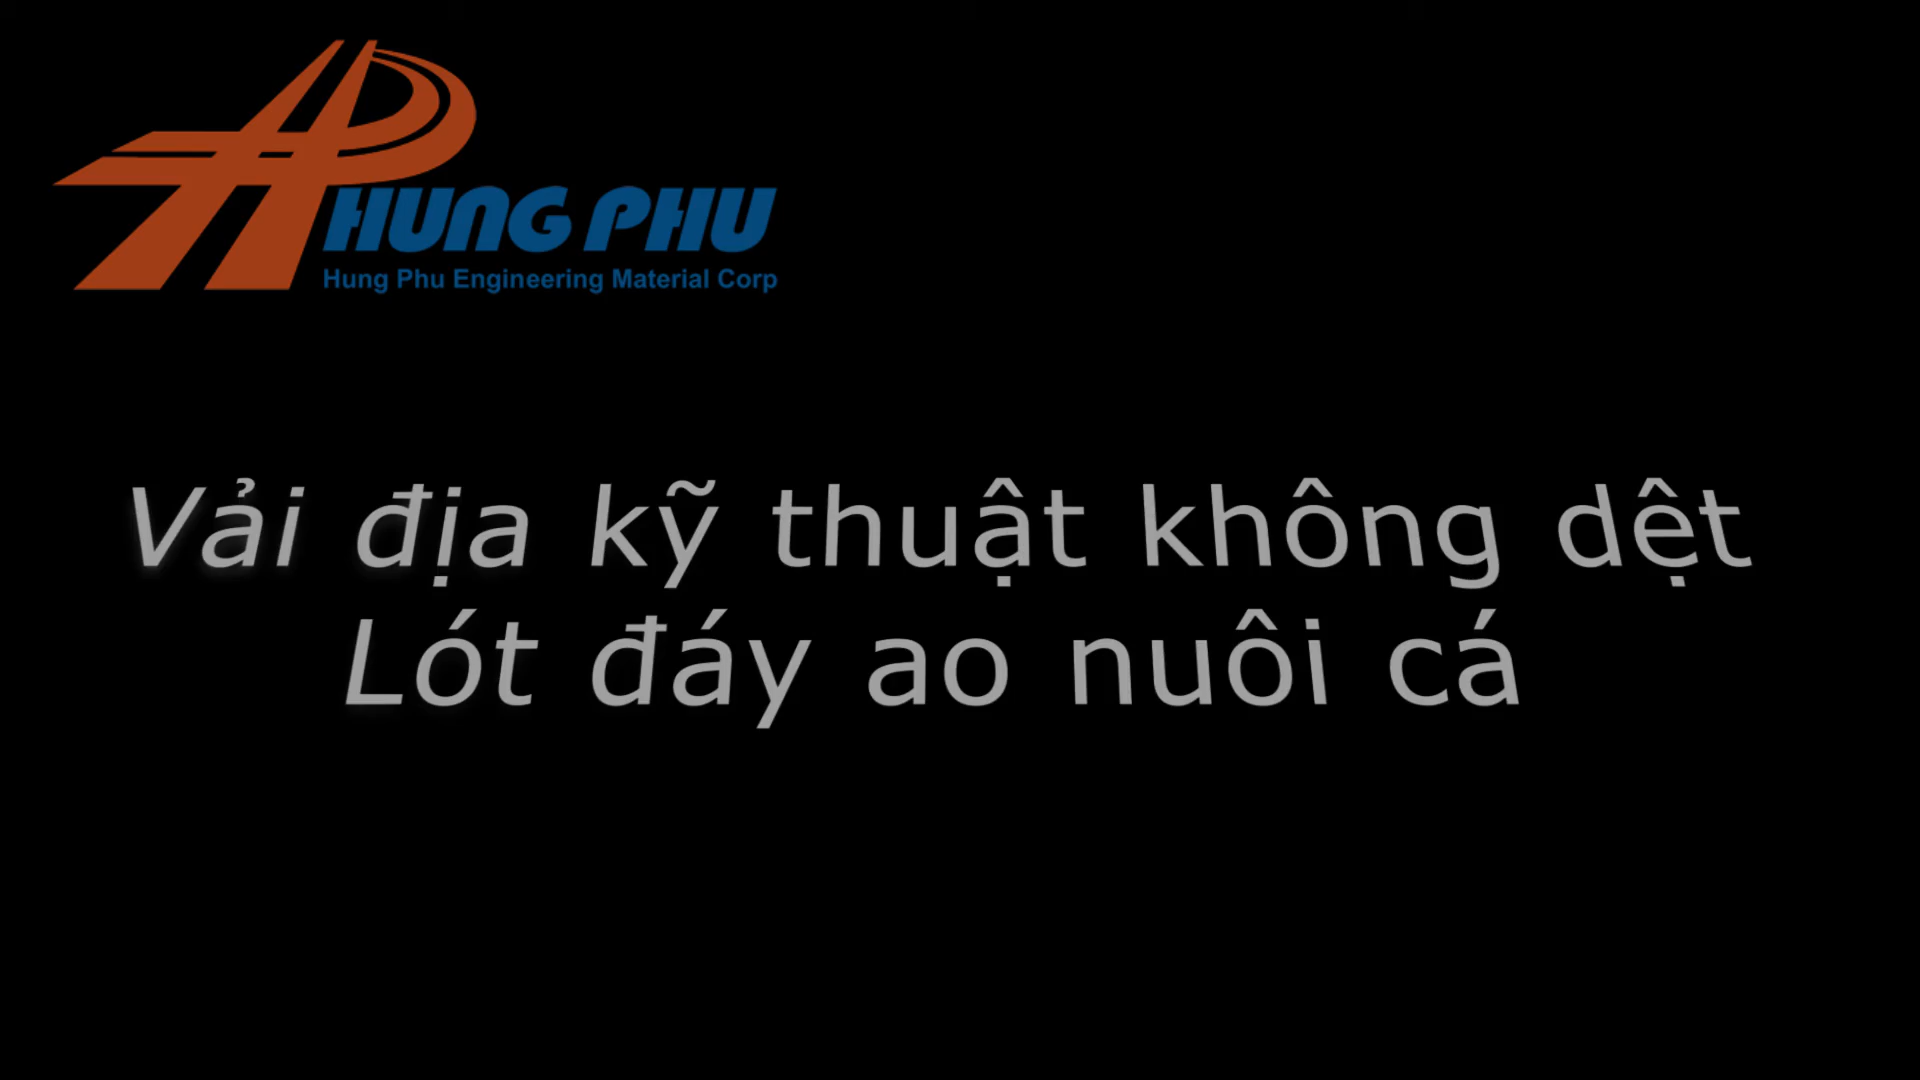 HUNG PHU
Hung Phu Engineering Material Corp
Vải địa kỹ thuật không dệt
Lót đáy ao nuôi cá